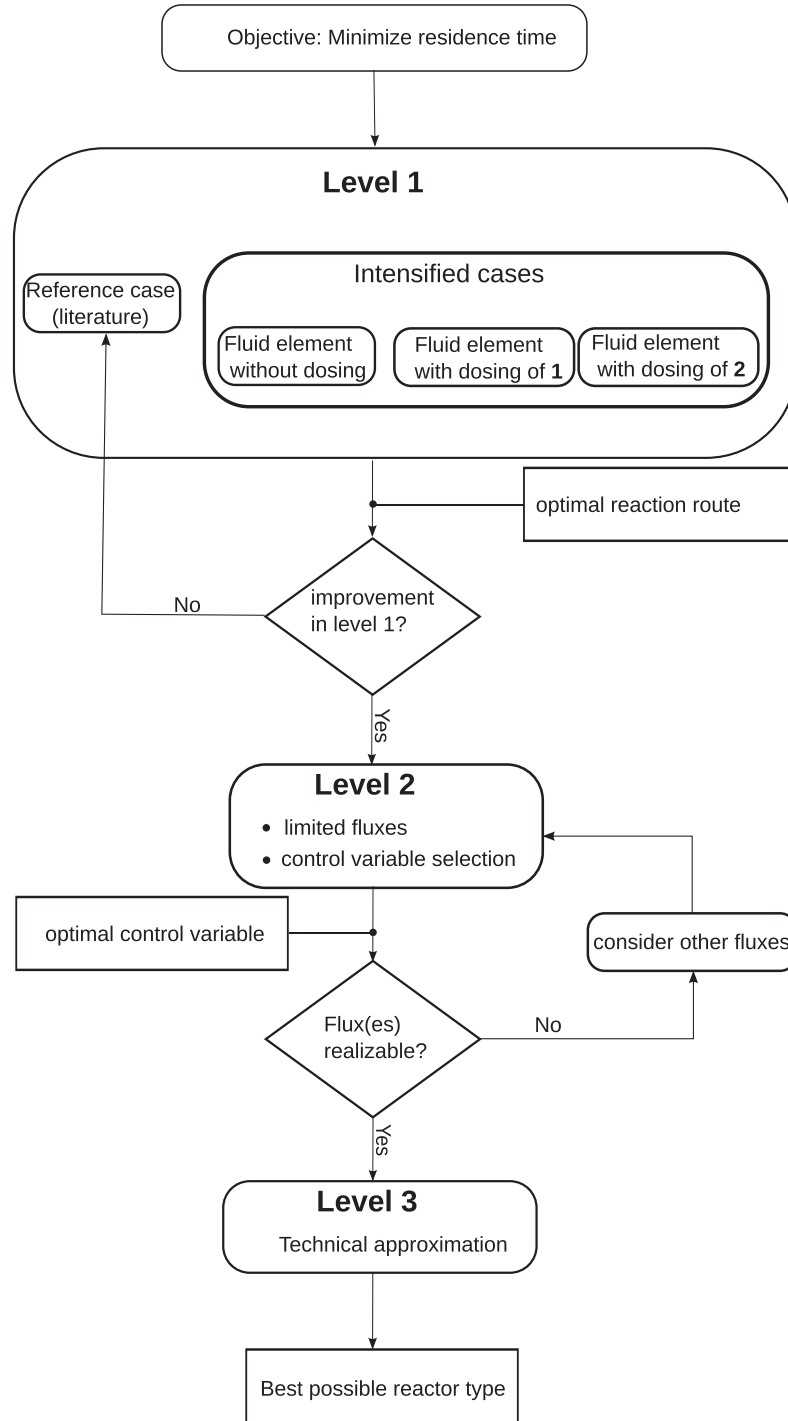 Objective: Minimize residence time
Level 1
Intensified cases
Reference case
(literature)
Fluid element
without dosing
Fluid element
with dosing of 1
Fluid element
with dosing of 2
optimal reaction route
improvement
in level 1?
No
Yes
Level 2
• limited fluxes
• control variable selection
optimal control variable
consider other fluxes
Flux(es)
realizable?
No
Yes
Level 3
Technical approximation
Best possible reactor type